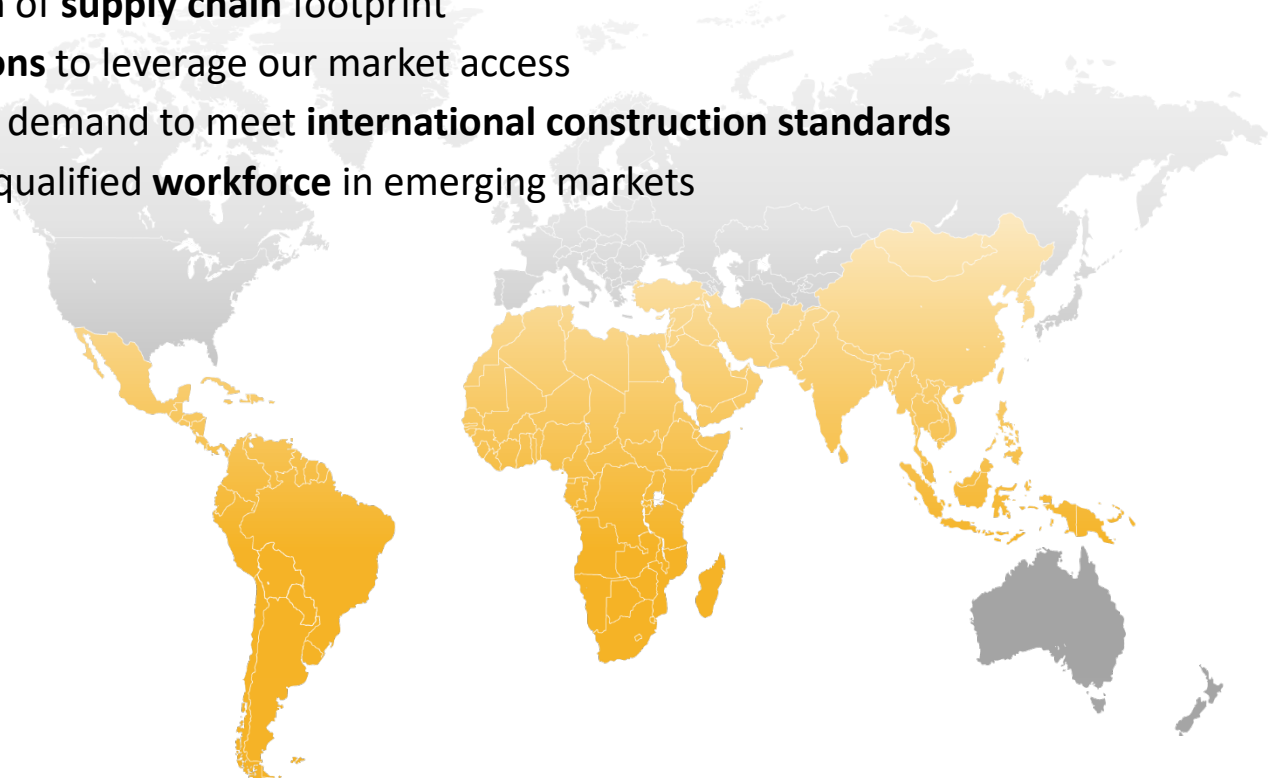 of supply chain footprint
to leverage our market access
demand to meet international construction standards
qualified workforce in emerging markets